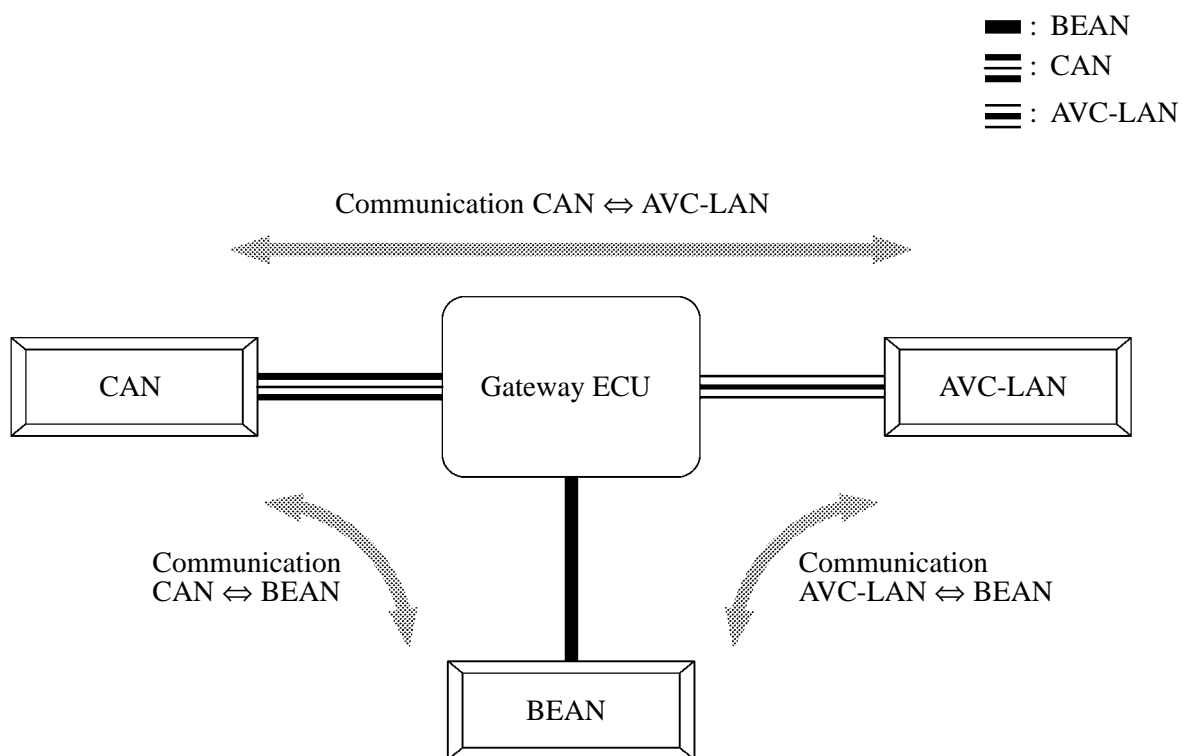 : BEAN
: CAN
: AVC-LAN
Communication CAN ⇔ AVC-LAN
CAN
Gateway ECU
AVC-LAN
Communication
CAN ⇔ BEAN
Communication
AVC-LAN ⇔ BEAN
BEAN